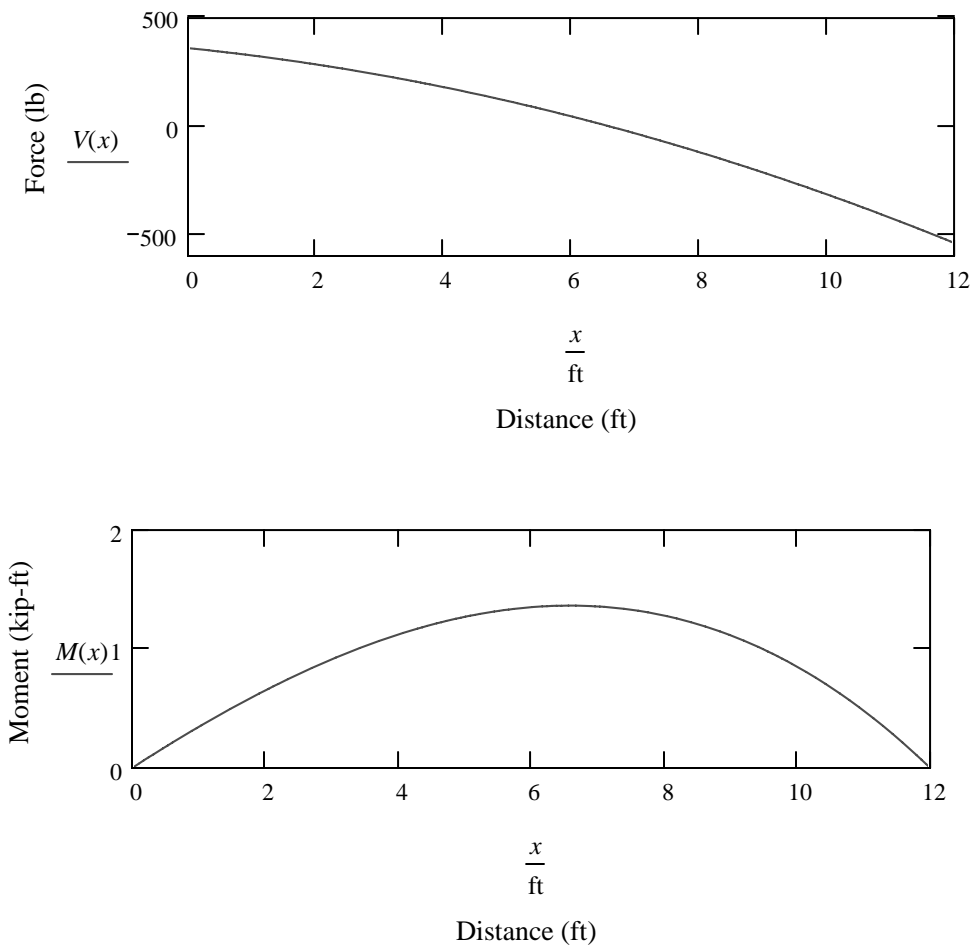 500
Force (lb)
V(x)
0
−500
0 2 4 6 8 10 12
x
ft
Distance (ft)
2
Moment (kip-ft)
M(x) 1
0
0 2 4 6 8 10 12
x
ft
Distance (ft)